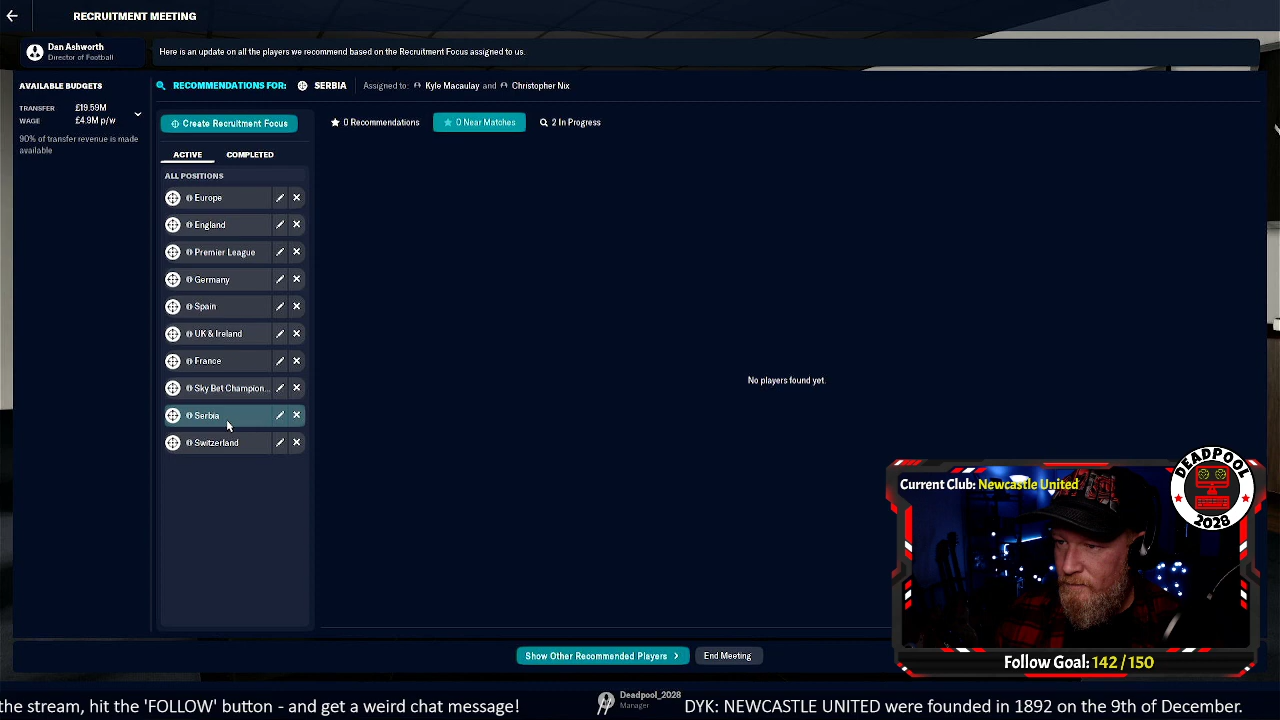 RECRUITMENT MEETING
Dan Ashworth
Director of Football
Here is an update on all the players we recommend based on the Recruitment Focus assigned to us.
AVAILABLE BUDGETS
TRANSFER £19.59M
WAGE £4.9M p/w
90% of transfer revenue is made
available
RECOMMENDATIONS FOR: SERBIA Assigned to: Kyle Macaulay and Christopher Nix
Create Recruitment Focus
0 Recommendations 0 Near Matches 2 In Progress
ACTIVE COMPLETED
ALL POSITIONS
Europe
England
Premier League
Germany
Spain
UK & Ireland
France
Sky Bet Champion...
Serbia
Switzerland
No players found yet.
Show Other Recommended Players
End Meeting
Current Club: Newcastle United
DEADPOOL
2028
Follow Goal: 142 / 150
Deadpool_2028
Manager
the stream, hit the 'FOLLOW' button - and get a weird chat message!
DYK: NEWCASTLE UNITED were founded in 1892 on the 9th of December.